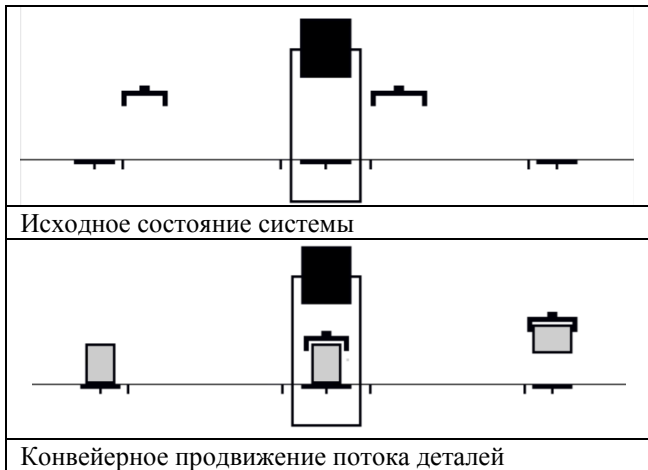 Исходное состояние системы
Конвейерное продвижение потока деталей